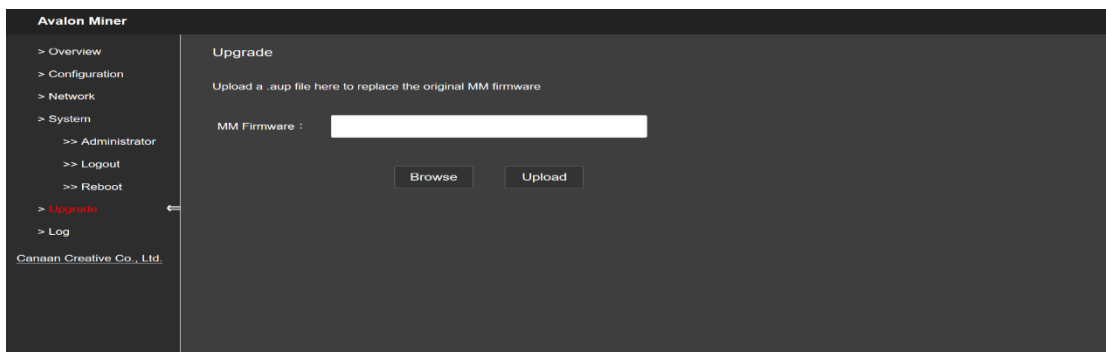 Avalon Miner
> Overview
> Configuration
> Network
> System
>> Administrator
>> Logout
>> Reboot
> Upgrade
> Log
Canaan Creative Co., Ltd.
Upgrade
Upload a .aup file here to replace the original MM firmware
MM Firmware：
Browse
Upload